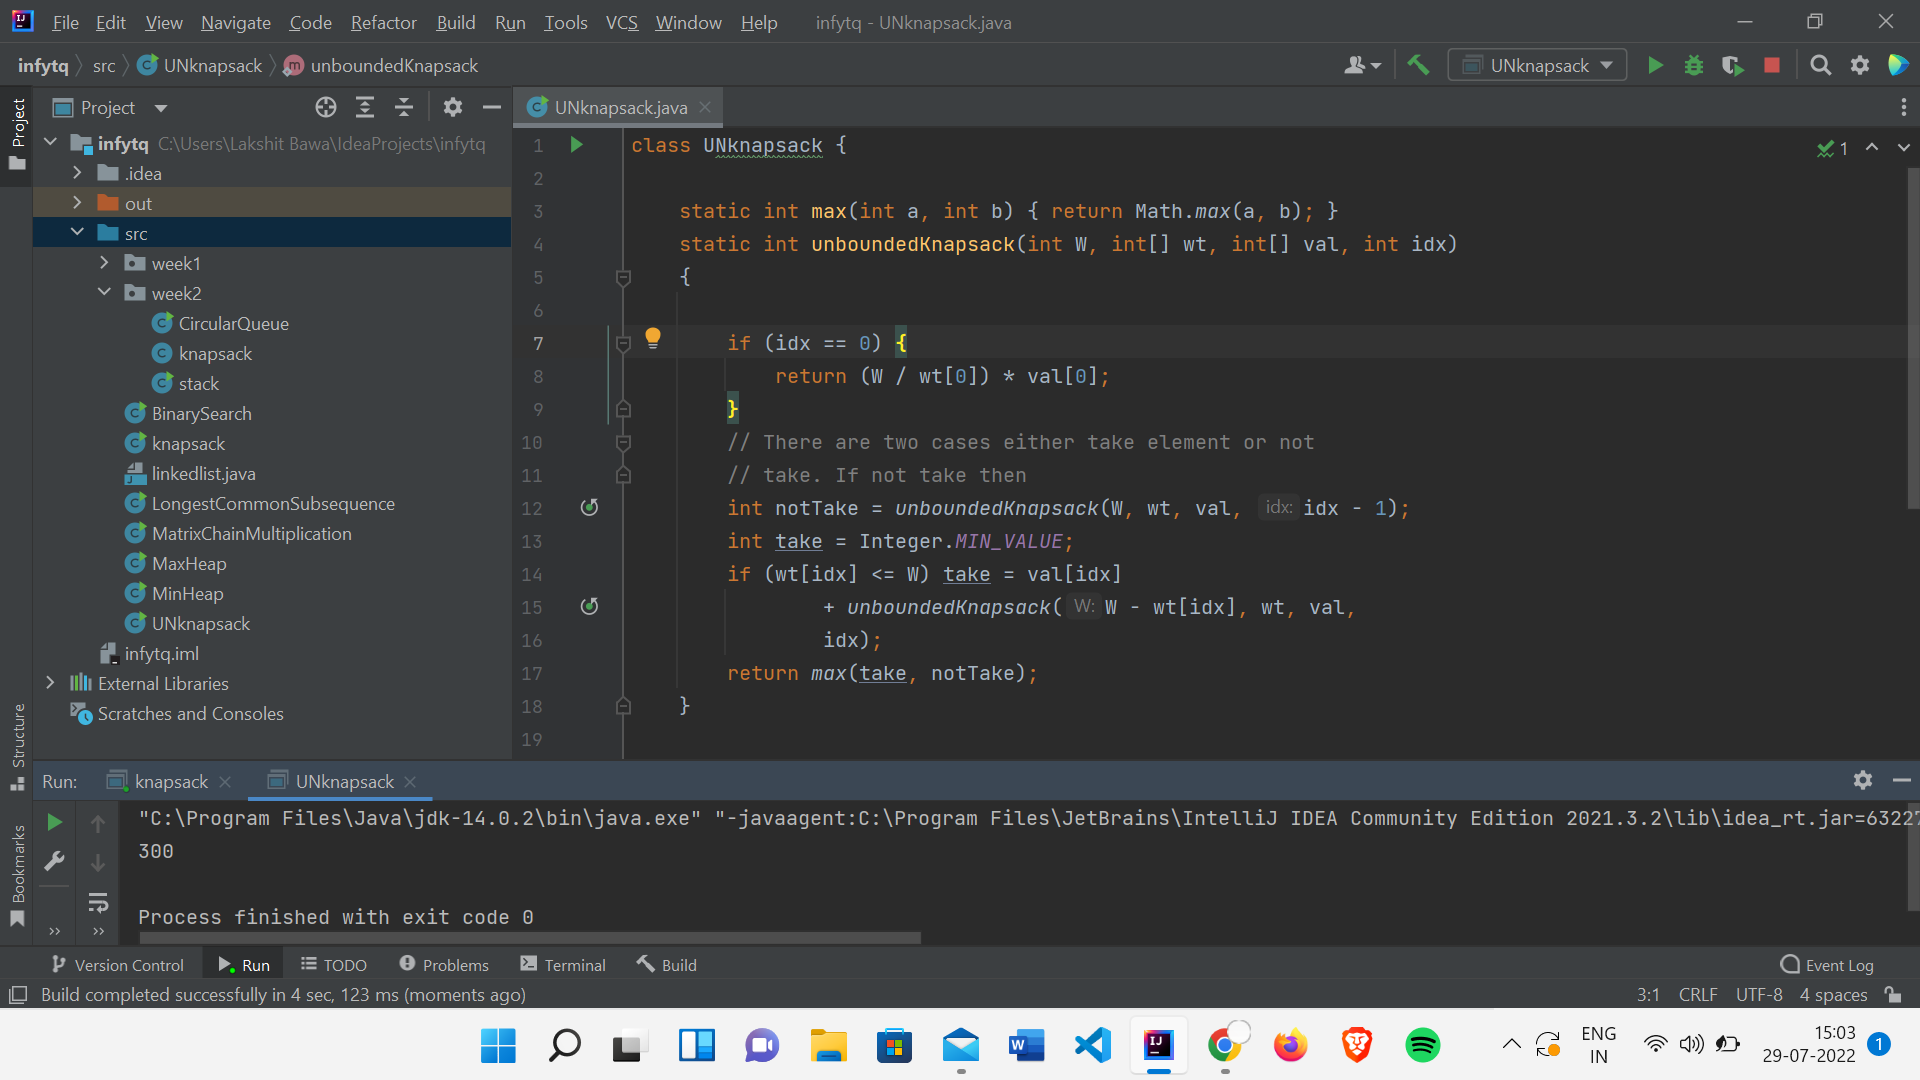 File Edit View Navigate Code Refactor Build Run Tools VCS Window Help infytq - UNknapsack.java
infytq src UNknapsack unboundedKnapsack UNknapsack
Project Project UNknapsack.java
infytq C:\Users\Lakshit Bawa\IdeaProjects\infytq
.idea
out
src
week1
week2
CircularQueue
knapsack
stack
BinarySearch
knapsack
linkedlist.java
LongestCommonSubsequence
MatrixChainMultiplication
MaxHeap
MinHeap
UNknapsack
infytq.iml
External Libraries
Scratches and Consoles
Structure
Bookmarks
1 class UNknapsack { 1
2
3 static int max(int a, int b) { return Math.max(a, b); }
4 static int unboundedKnapsack(int W, int[] wt, int[] val, int idx)
5 {
6
7 if (idx == 0) {
8 return (W / wt[0]) * val[0];
9 }
10 // There are two cases either take element or not
11 // take. If not take then
12 int notTake = unboundedKnapsack(W, wt, val, idx: idx - 1);
13 int take = Integer.MIN_VALUE;
14 if (wt[idx] <= W) take = val[idx]
15 + unboundedKnapsack( W: W - wt[idx], wt, val,
16 idx);
17 return max(take, notTake);
18 }
19
Run: knapsack UNknapsack
"C:\Program Files\Java\jdk-14.0.2\bin\java.exe" "-javaagent:C:\Program Files\JetBrains\IntelliJ IDEA Community Edition 2021.3.2\lib\idea_rt.jar=63227
300
Process finished with exit code 0
Version Control Run TODO Problems Terminal Build Event Log
Build completed successfully in 4 sec, 123 ms (moments ago) 3:1 CRLF UTF-8 4 spaces
ENG 15:03
IN 29-07-2022 1